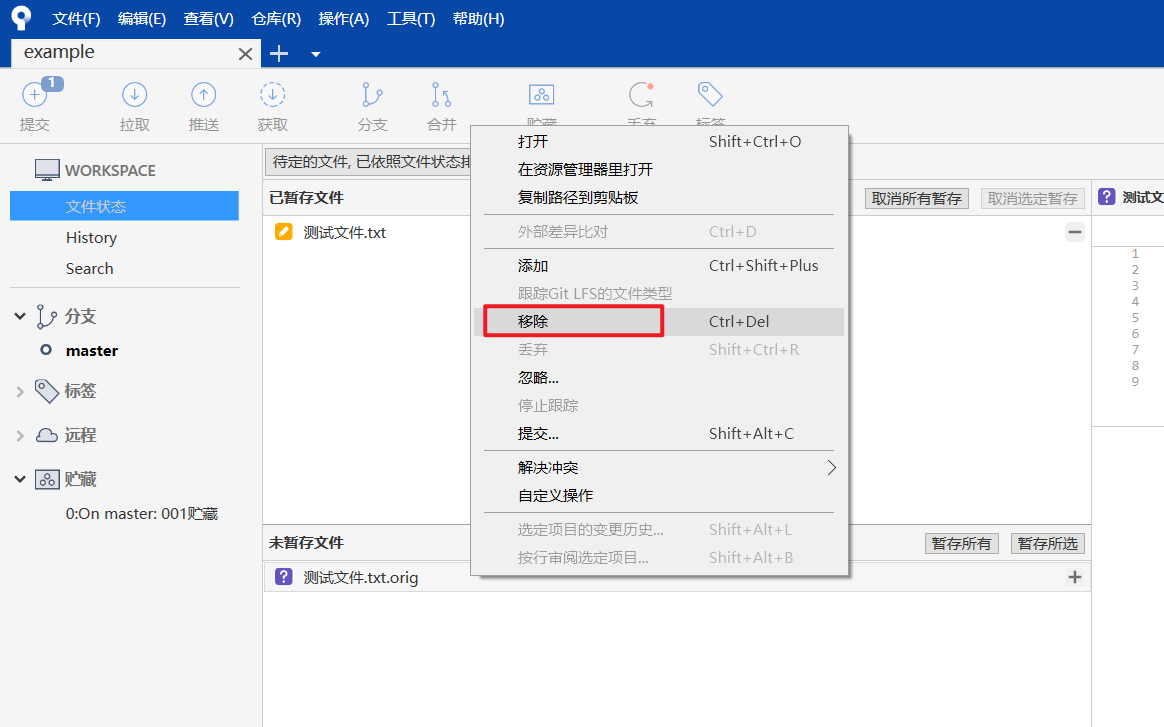 文件(F) 编辑(E) 查看(V) 仓库(R) 操作(A) 工具(T) 帮助(H)
example
1
提交 拉取 推送 获取 分支 合并 贮藏 丢弃 标签
WORKSPACE
文件状态
History
Search
分支
master
标签
远程
贮藏
0:On master: 001贮藏
待定的文件, 已依照文件状态排
已暂存文件
取消所有暂存 取消选定暂存
测试文件.txt
未暂存文件
暂存所有 暂存所选
测试文件.txt.orig
打开 Shift+Ctrl+O
在资源管理器里打开
复制路径到剪贴板
外部差异比对 Ctrl+D
添加 Ctrl+Shift+Plus
跟踪Git LFS的文件类型
移除 Ctrl+Del
丢弃 Shift+Ctrl+R
忽略...
停止跟踪
提交... Shift+Alt+C
解决冲突
自定义操作
选定项目的变更历史... Shift+Alt+L
按行审阅选定项目... Shift+Alt+B
测试文
1
2
3
4
5
6
7
8
9